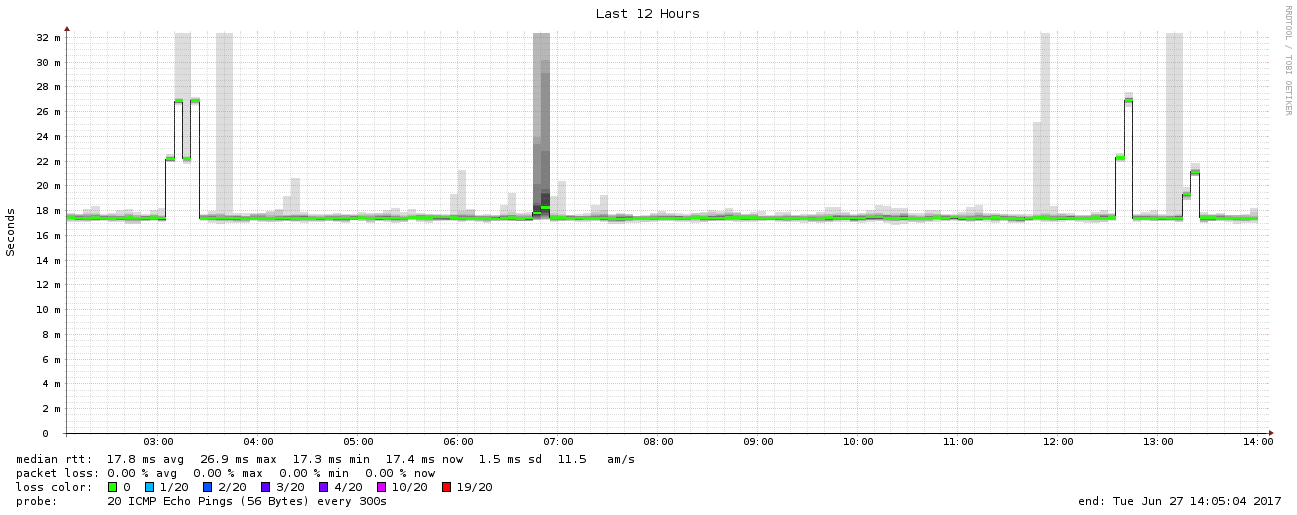 Last 12 Hours
RRDTOOL / TOBI OETIKER
Seconds
32 m
30 m
28 m
26 m
24 m
22 m
20 m
18 m
16 m
14 m
12 m
10 m
8 m
6 m
4 m
2 m
0
03:00 04:00 05:00 06:00 07:00 08:00 09:00 10:00 11:00 12:00 13:00 14:00
median rtt: 17.8 ms avg 26.9 ms max 17.3 ms min 17.4 ms now 1.5 ms sd 11.5 am/s
packet loss: 0.00 % avg 0.00 % max 0.00 % min 0.00 % now
loss color: 0 1/20 2/20 3/20 4/20 10/20 19/20
probe: 20 ICMP Echo Pings (56 Bytes) every 300s end: Tue Jun 27 14:05:04 2017